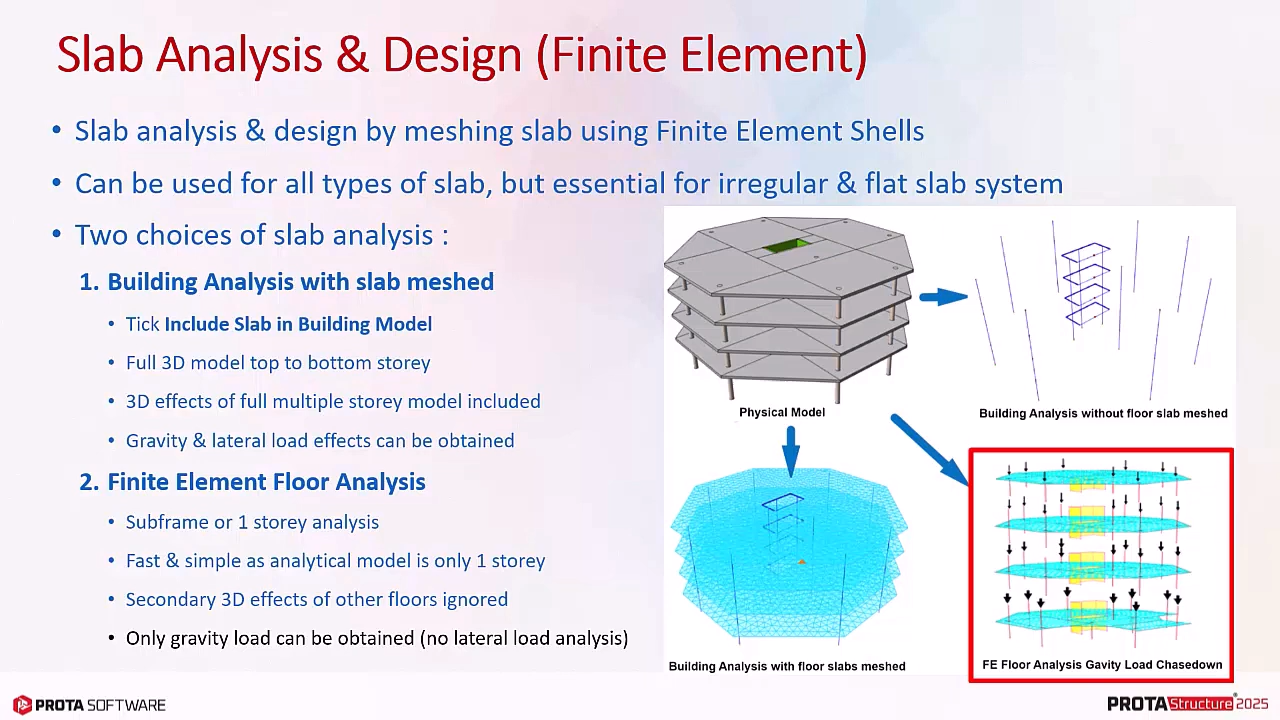 Slab Analysis & Design (Finite Element)
• Slab analysis & design by meshing slab using Finite Element Shells
• Can be used for all types of slab, but essential for irregular & flat slab system
• Two choices of slab analysis :
1. Building Analysis with slab meshed
• Tick Include Slab in Building Model
• Full 3D model top to bottom storey
• 3D effects of full multiple storey model included
• Gravity & lateral load effects can be obtained
2. Finite Element Floor Analysis
• Subframe or 1 storey analysis
• Fast & simple as analytical model is only 1 storey
• Secondary 3D effects of other floors ignored
• Only gravity load can be obtained (no lateral load analysis)
Physical Model
Building Analysis without floor slab meshed
Building Analysis with floor slabs meshed
FE Floor Analysis Gavity Load Chasedown
PROTA SOFTWARE
PROTAStructure® 2025